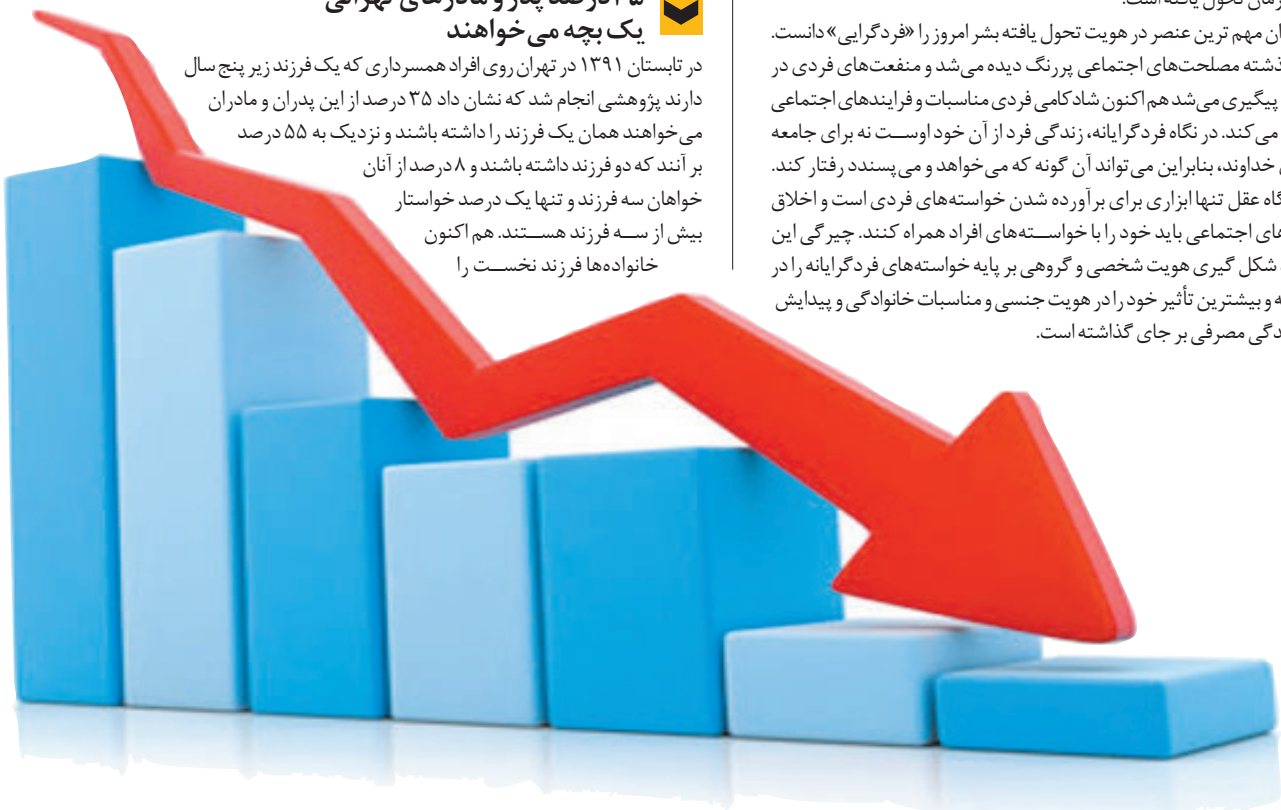 زمان تحول یافته است.
مهم ترین عنصر در هویت تحول یافته بشر امروز را «فردگرایی» دانست.
مصلحت‌های اجتماعی پررنگ دیده می‌شد و منفعت‌های فردی در
پیگیری می‌شد هم اکنون شادکامی فردی مناسبات و فرایندهای اجتماعی
می‌کند. در نگاه فردگرایانه، زندگی فرد از آن خود اوست نه برای جامعه
خداوند، بنابراین می‌تواند آن گونه که می‌خواهد و می‌پسندد رفتار کند.
عقل تنها ابزاری برای برآورده شدن خواسته‌های فردی است و اخلاق
اجتماعی باید خود را با خواسته‌های افراد همراه کنند. چیرگی این
شکل گیری هویت شخصی و گروهی بر پایه خواسته‌های فردگرایانه را در
و بیشترین تأثیر خود را در هویت جنسی و مناسبات خانوادگی و پیدایش
مصرفی بر جای گذاشته است.
درصد پدر و مادرهای تهرانی
یک بچه می‌خواهند
در تابستان ۱۳۹۱ در تهران روی افراد همسرداری که یک فرزند زیر پنج سال
دارند پژوهشی انجام شد که نشان داد ۳۵ درصد از این پدران و مادران
می‌خواهند همان یک فرزند را داشته باشند و نزدیک به ۵۵ درصد
بر آنند که دو فرزند داشته باشند و ۸ درصد از آنان
خواهان سه فرزند و تنها یک درصد خواستار
بیش از سه فرزند هستند. هم اکنون
خانواده‌ها فرزند نخست را